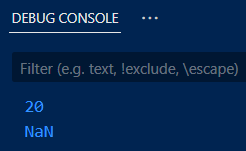 DEBUG CONSOLE ...
Filter (e.g. text, !exclude, \escape)
20
NaN